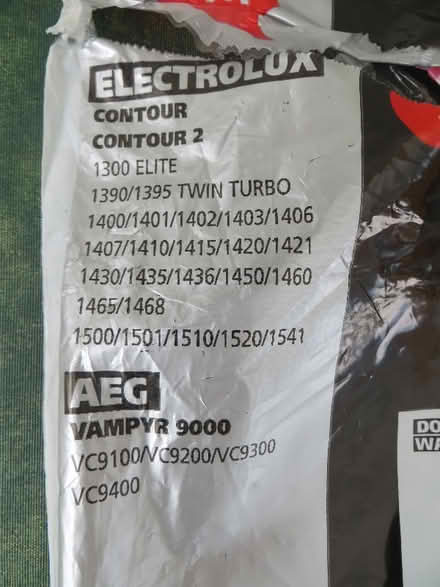 ELECTROLUX
CONTOUR
CONTOUR 2
1300 ELITE
1390/1395 TWIN TURBO
1400/1401/1402/1403/1406
1407/1410/1415/1420/1421
1430/1435/1436/1450/1460
1465/1468
1500/1501/1510/1520/1541
AEG
VAMPYR 9000
VC9100/VC9200/VC9300
VC9400
DO
WA